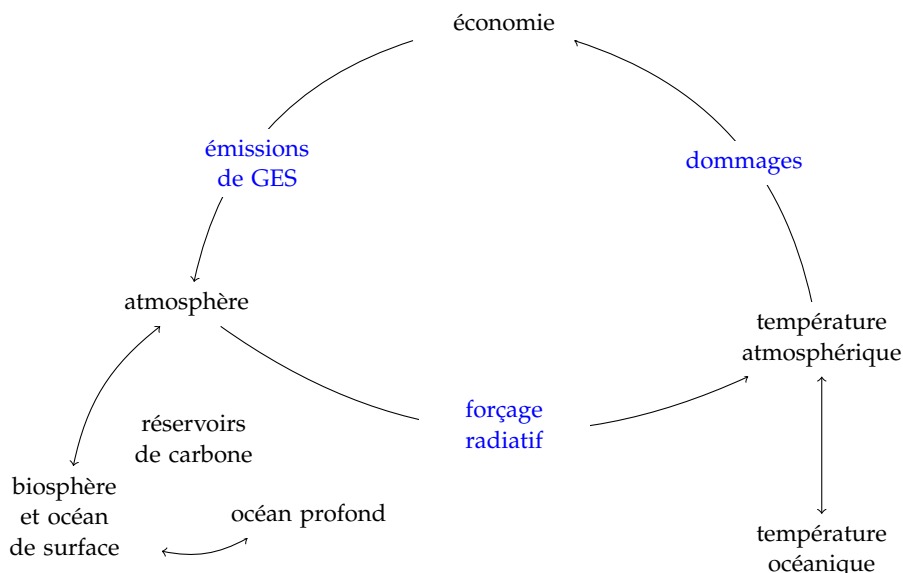 économie
émissions
de GES
dommages
atmosphère
température
atmosphérique
forçage
radiatif
réservoirs
de carbone
biosphère
et océan
de surface
océan profond
température
océanique